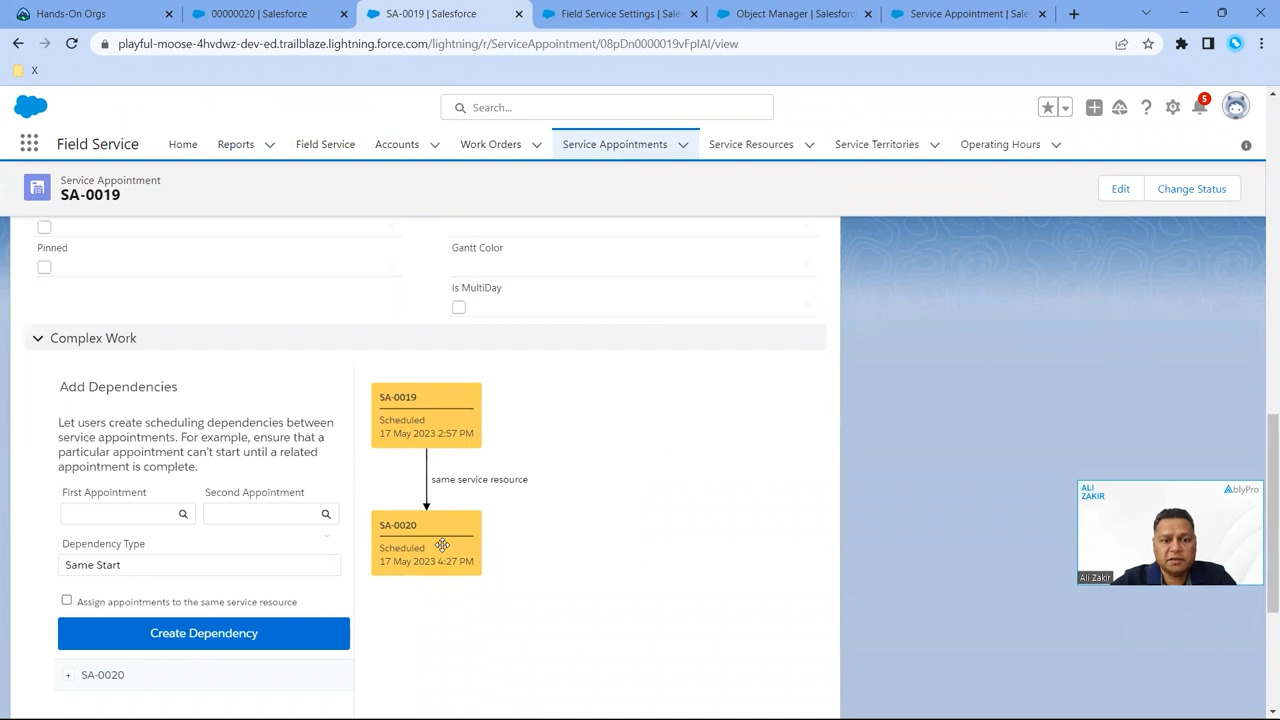 Hands-On Orgs
00000020 | Salesforce
SA-0019 | Salesforce
Field Service Settings | Sales
Object Manager | Salesforce
Service Appointment | Sale
playful-moose-4hvdwz-dev-ed.trailblaze.lightning.force.com/lightning/r/ServiceAppointment/08pDn0000019vFpIAI/view
X
Search...
5
Field Service
Home
Reports
Field Service
Accounts
Work Orders
Service Appointments
Service Resources
Service Territories
Operating Hours
Service Appointment
SA-0019
Edit
Change Status
Pinned
Gantt Color
Is MultiDay
Complex Work
Add Dependencies
Let users create scheduling dependencies between
service appointments. For example, ensure that a
particular appointment can't start until a related
appointment is complete.
First Appointment
Second Appointment
Dependency Type
Same Start
Assign appointments to the same service resource
Create Dependency
SA-0020
SA-0019
Scheduled
17 May 2023 2:57 PM
same service resource
SA-0020
Scheduled
17 May 2023 4:27 PM
ALI
ZAKIR
AblyPro
Ali Zakir